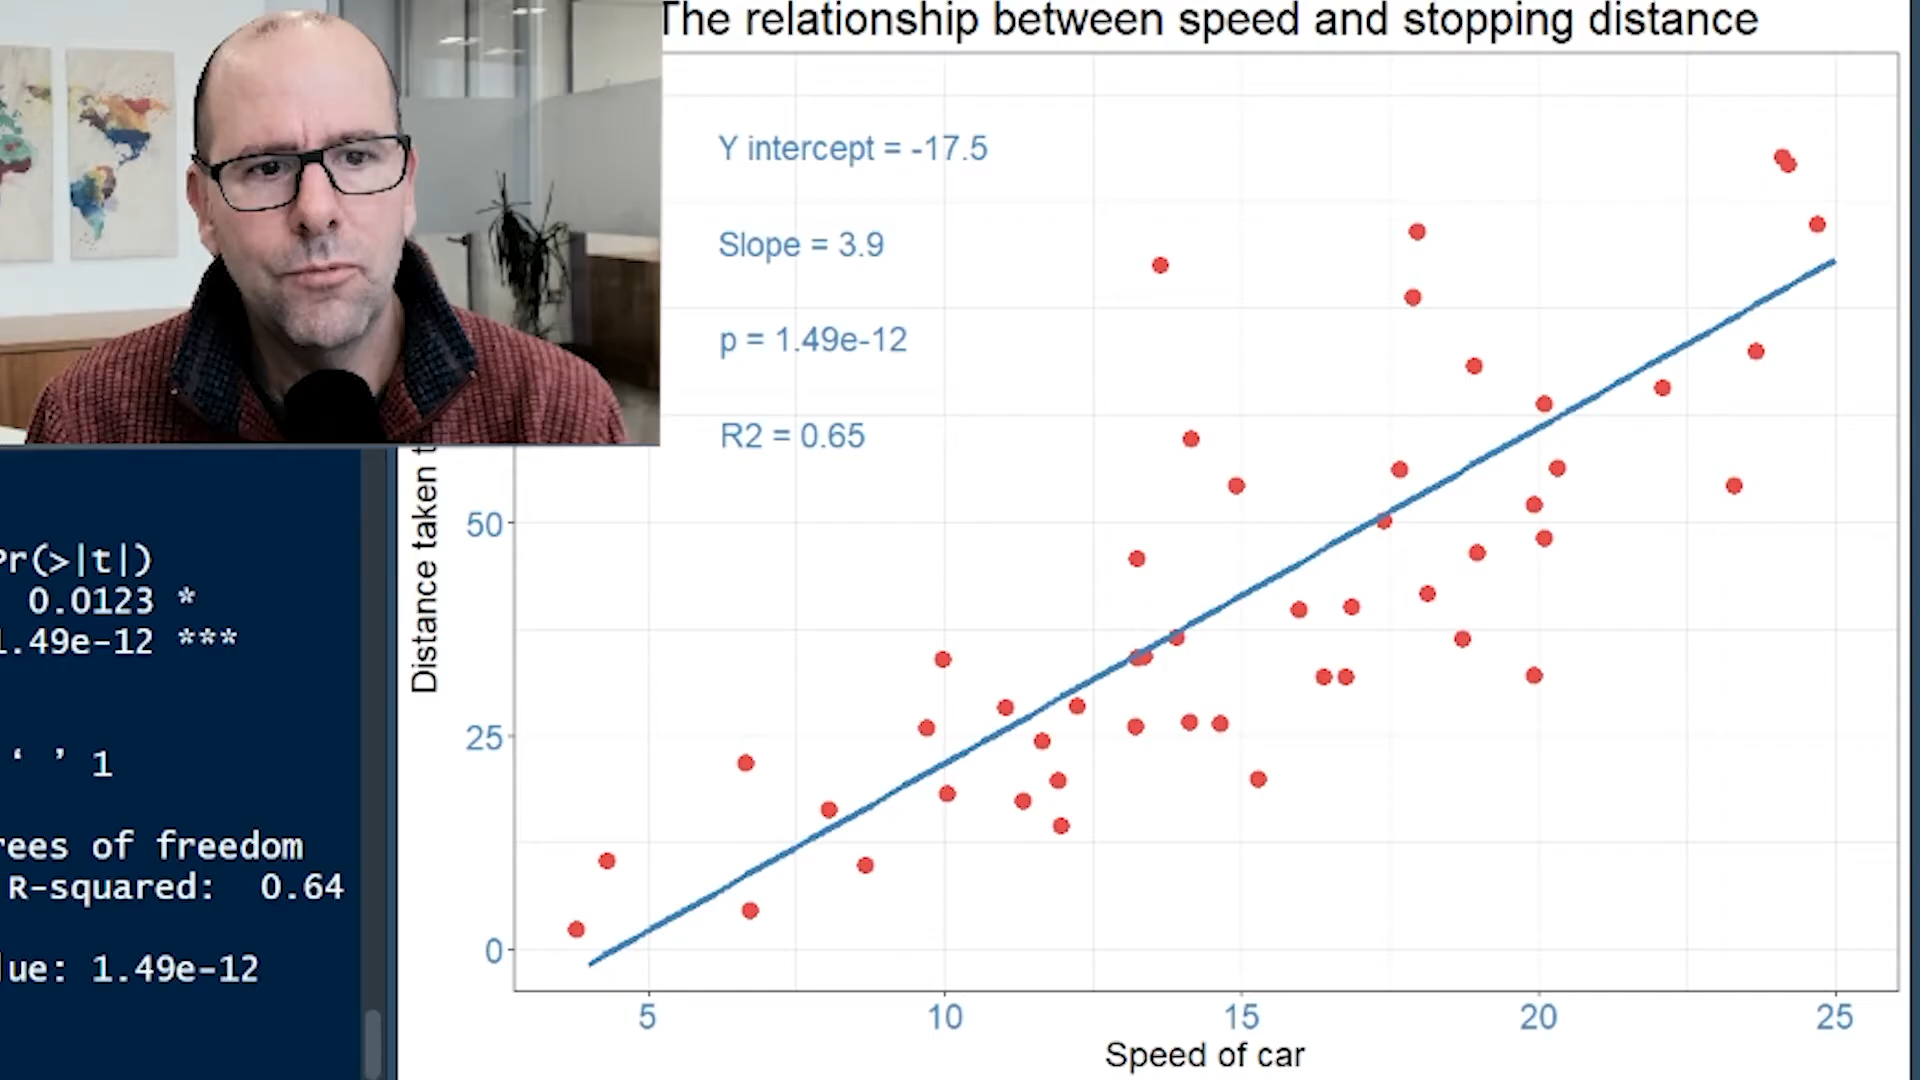 The relationship between speed and stopping distance
Y intercept = -17.5
Slope = 3.9
p = 1.49e-12
R2 = 0.65
Distance taken
50
25
0
5 10 15 20 25
Speed of car
Pr(>|t|)
0.0123 *
1.49e-12 ***
‘ ’ 1
rees of freedom
R-squared: 0.64
lue: 1.49e-12